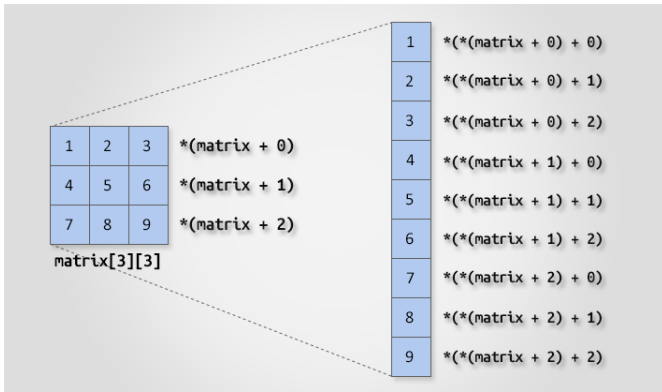 1 2 3 *(matrix + 0)
4 5 6 *(matrix + 1)
7 8 9 *(matrix + 2)
matrix[3][3]
1 *(*(matrix + 0) + 0)
2 *(*(matrix + 0) + 1)
3 *(*(matrix + 0) + 2)
4 *(*(matrix + 1) + 0)
5 *(*(matrix + 1) + 1)
6 *(*(matrix + 1) + 2)
7 *(*(matrix + 2) + 0)
8 *(*(matrix + 2) + 1)
9 *(*(matrix + 2) + 2)